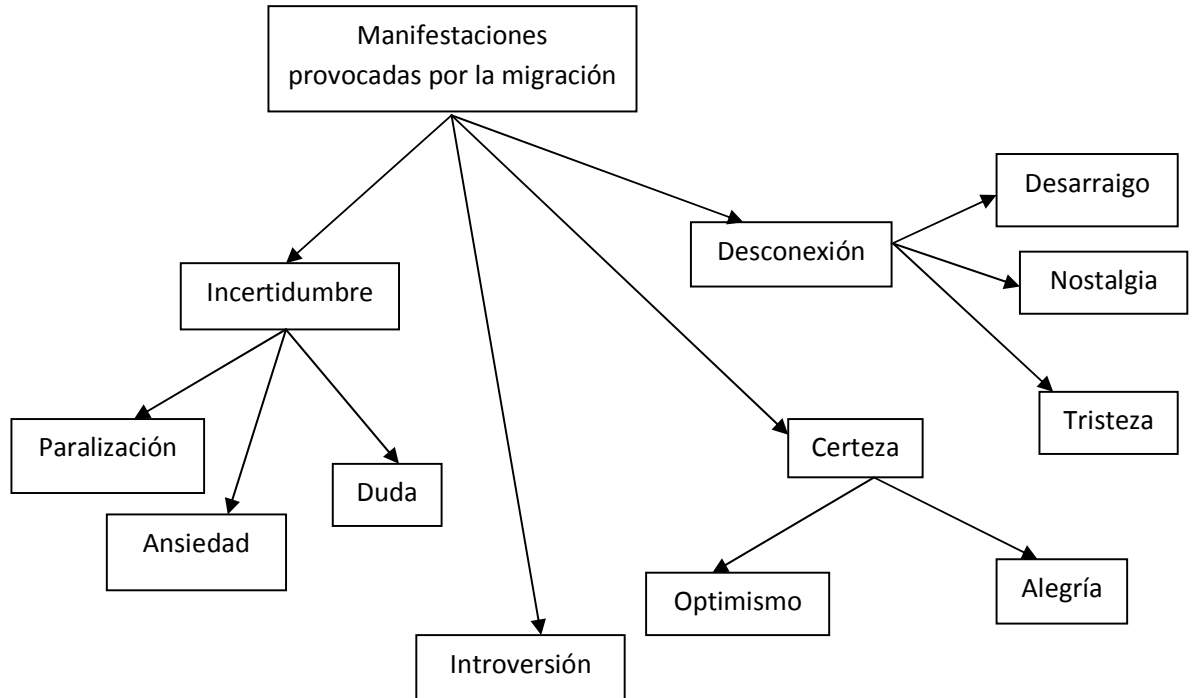 Manifestaciones
provocadas por la migración
Desarraigo
Desconexión
Nostalgia
Incertidumbre
Tristeza
Paralización
Certeza
Duda
Ansiedad
Optimismo
Alegría
Introversión